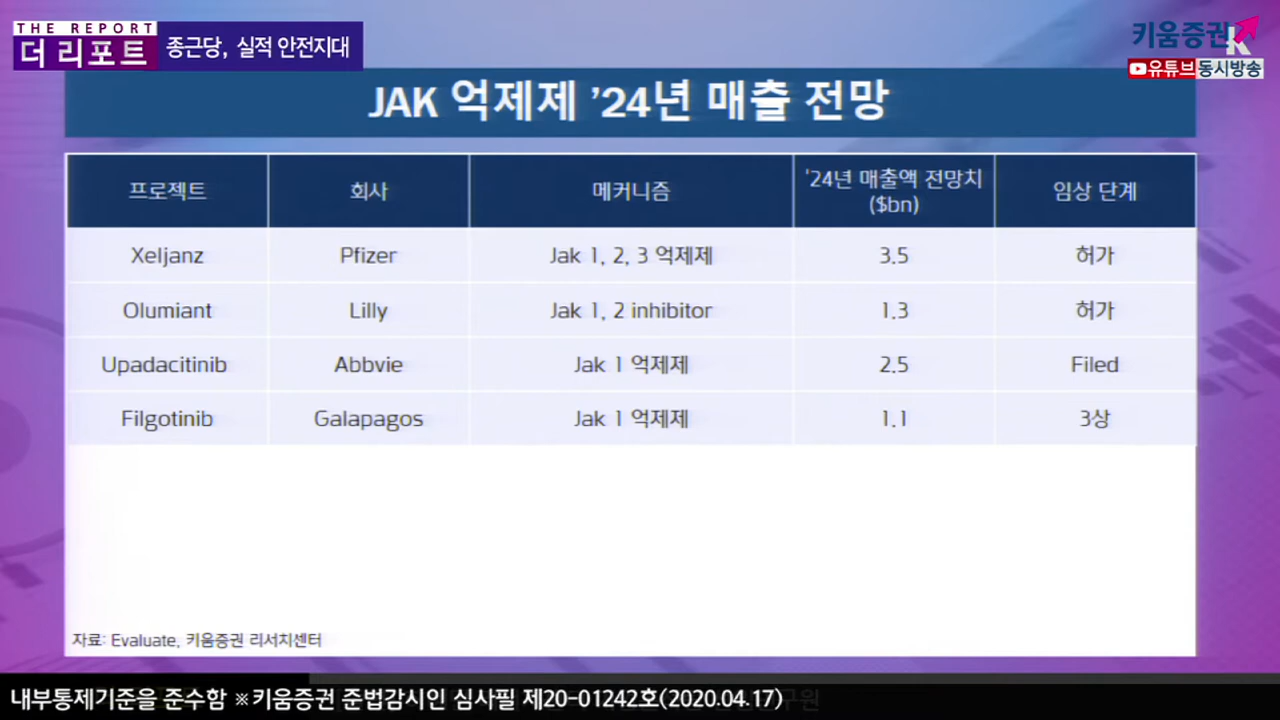 THE REPORT
더 리포트
종근당, 실적 안전지대
키움증권
유튜브 동시방송
JAK 억제제 ’24년 매출 전망
프로젝트 회사 메커니즘 '24년 매출액 전망치 ($bn) 임상 단계
Xeljanz Pfizer Jak 1, 2, 3 억제제 3.5 허가
Olumiant Lilly Jak 1, 2 inhibitor 1.3 허가
Upadacitinib Abbvie Jak 1 억제제 2.5 Filed
Filgotinib Galapagos Jak 1 억제제 1.1 3상
자료: Evaluate, 키움증권 리서치센터
내부통제기준을 준수함 ※키움증권 준법감시인 심사필 제20-01242호(2020.04.17)